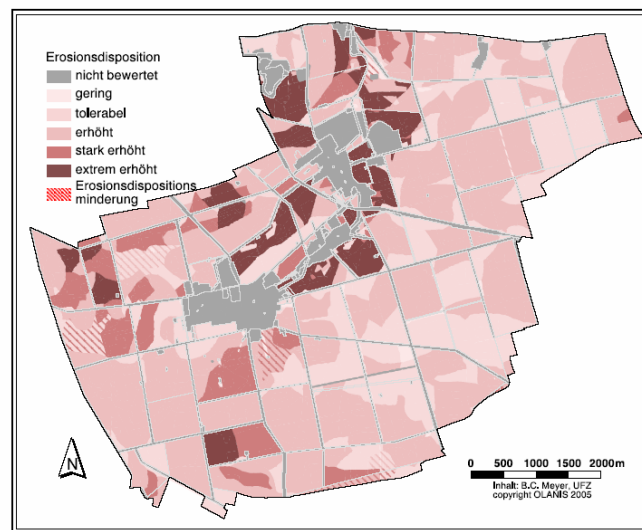 Erosionsdisposition
nicht bewertet
gering
tolerabel
erhöht
stark erhöht
extrem erhöht
Erosionsdispositions
minderung
N
0 500 1000 1500 2000m
Inhalt: B.C. Meyer, UFZ
copyright OLANIS 2005